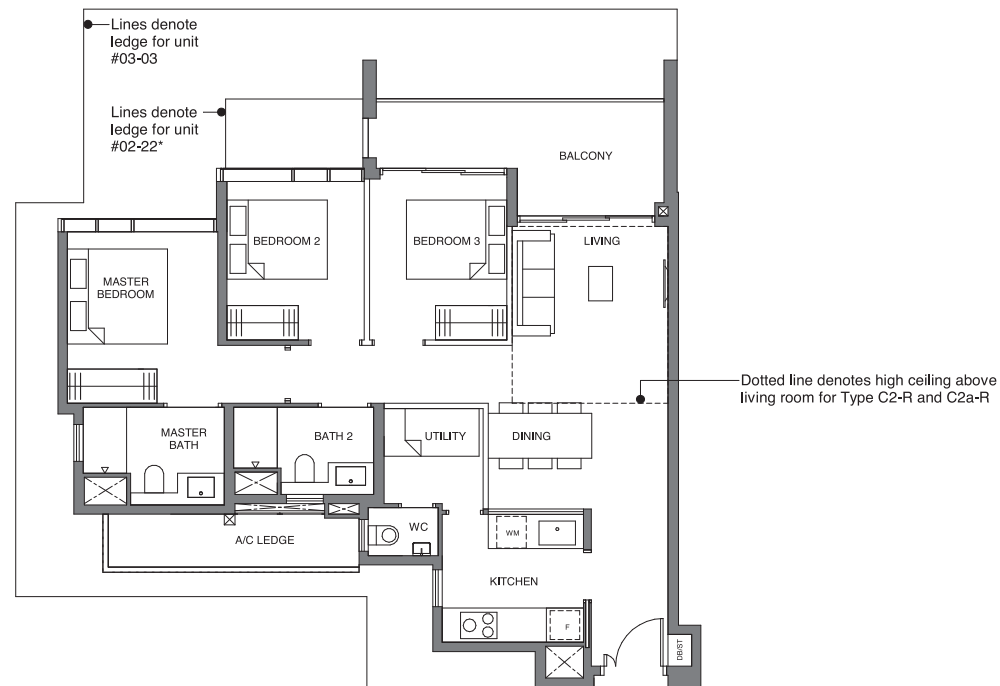 Lines denote
ledge for unit
#03-03
Lines denote
ledge for unit
#02-22*
BALCONY
BEDROOM 2
BEDROOM 3
LIVING
MASTER
BEDROOM
Dotted line denotes high ceiling above
living room for Type C2-R and C2a-R
MASTER
BATH
BATH 2
UTILITY
DINING
A/C LEDGE
WC
WM
KITCHEN
F
DB/ST